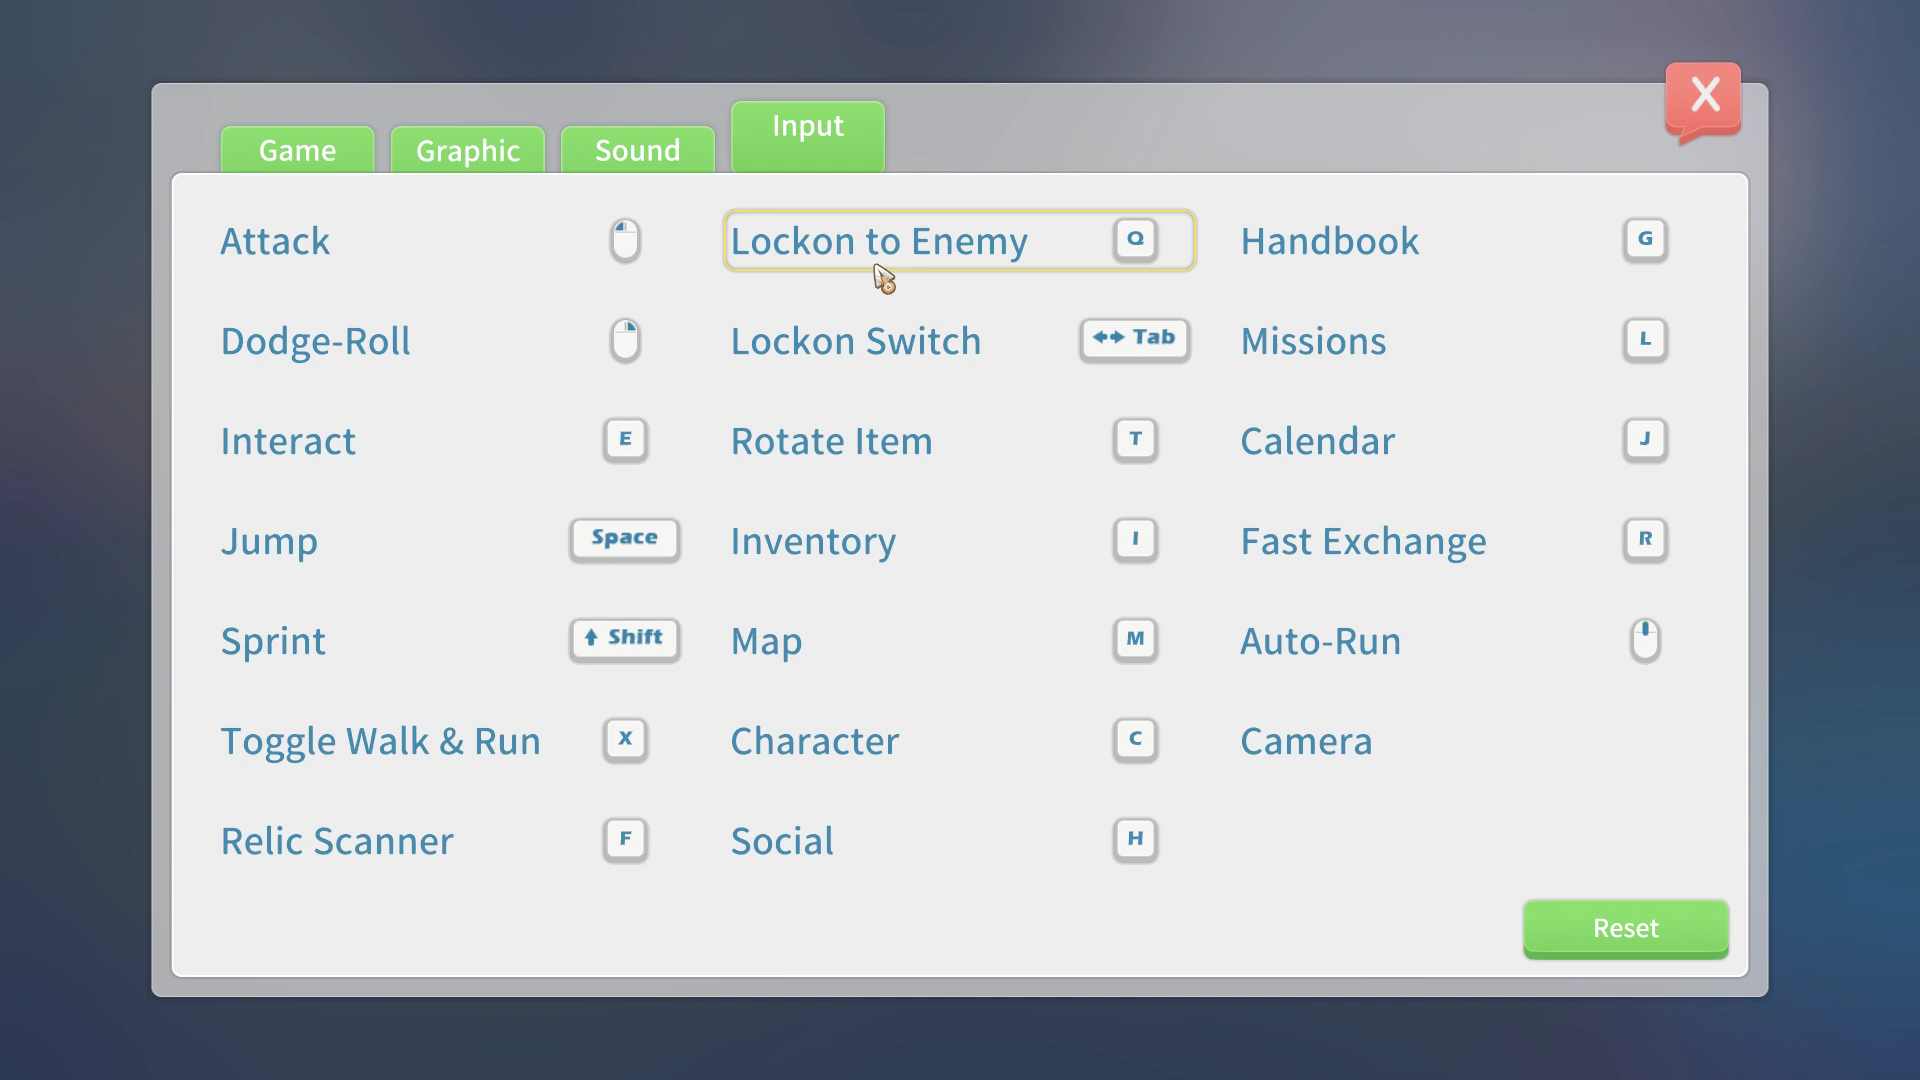 X
Game Graphic Sound Input
Attack
Dodge-Roll
Interact E
Jump Space
Sprint Shift
Toggle Walk & Run X
Relic Scanner F
Lockon to Enemy Q
Lockon Switch Tab
Rotate Item T
Inventory I
Map M
Character C
Social H
Handbook G
Missions L
Calendar J
Fast Exchange R
Auto-Run
Camera
Reset